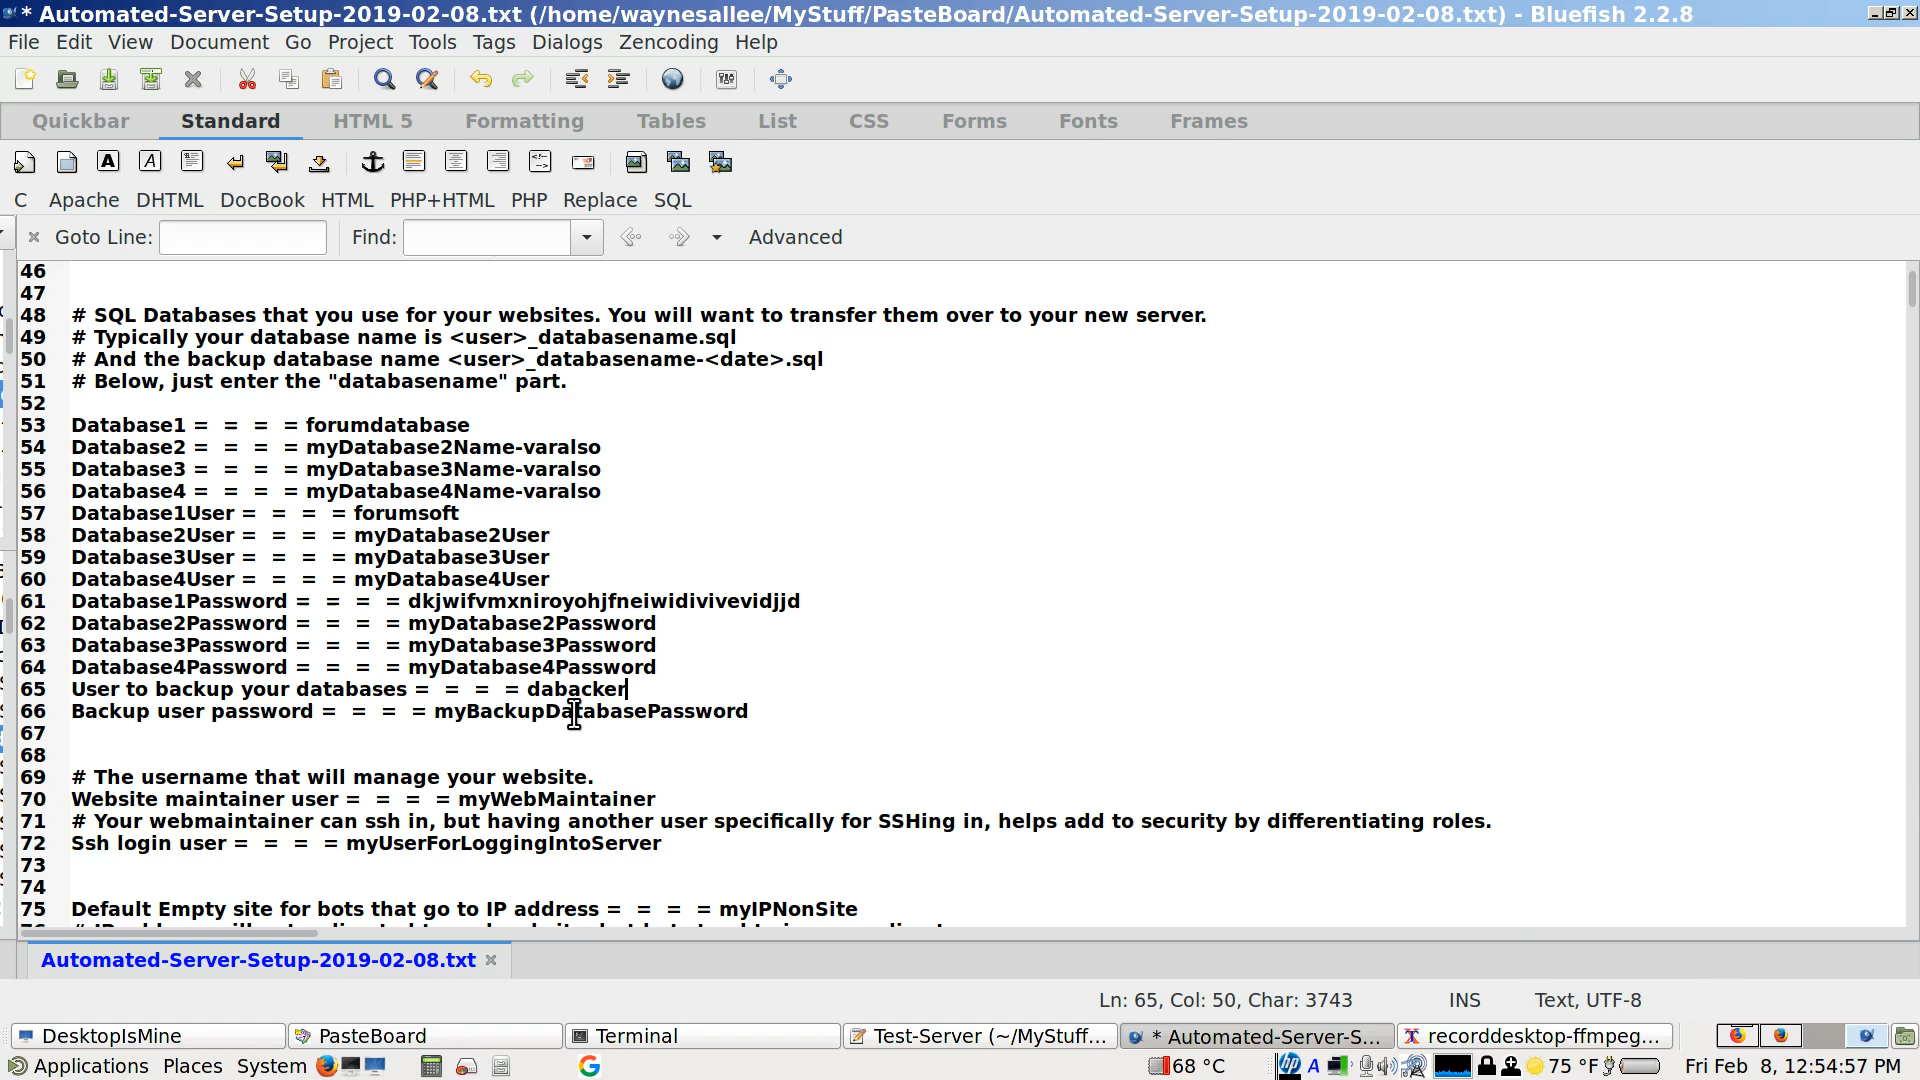 * Automated-Server-Setup-2019-02-08.txt (/home/waynesallee/MyStuff/PasteBoard/Automated-Server-Setup-2019-02-08.txt) - Bluefish 2.2.8
File Edit View Document Go Project Tools Tags Dialogs Zencoding Help
Quickbar Standard HTML 5 Formatting Tables List CSS Forms Fonts Frames
C Apache DHTML DocBook HTML PHP+HTML PHP Replace SQL
Goto Line: Find: Advanced
46
47
48 # SQL Databases that you use for your websites. You will want to transfer them over to your new server.
49 # Typically your database name is <user>_databasename.sql
50 # And the backup database name <user>_databasename-<date>.sql
51 # Below, just enter the "databasename" part.
52
53 Database1 = = = = forumdatabase
54 Database2 = = = = myDatabase2Name-varalso
55 Database3 = = = = myDatabase3Name-varalso
56 Database4 = = = = myDatabase4Name-varalso
57 Database1User = = = = forumsoft
58 Database2User = = = = myDatabase2User
59 Database3User = = = = myDatabase3User
60 Database4User = = = = myDatabase4User
61 Database1Password = = = = dkjwifvmxniroyohjfneiwidivivevidjjd
62 Database2Password = = = = myDatabase2Password
63 Database3Password = = = = myDatabase3Password
64 Database4Password = = = = myDatabase4Password
65 User to backup your databases = = = = dabacker
66 Backup user password = = = = myBackupDatabasePassword
67
68
69 # The username that will manage your website.
70 Website maintainer user = = = = myWebMaintainer
71 # Your webmaintainer can ssh in, but having another user specifically for SSHing in, helps add to security by differentiating roles.
72 Ssh login user = = = = myUserForLoggingIntoServer
73
74
75 Default Empty site for bots that go to IP address = = = = myIPNonSite
Automated-Server-Setup-2019-02-08.txt
Ln: 65, Col: 50, Char: 3743 INS Text, UTF-8
DesktopIsMine PasteBoard Terminal Test-Server (~/MyStuff... * Automated-Server-S... recorddesktop-ffmpeg...
Applications Places System 68 °C A 75 °F Fri Feb 8, 12:54:57 PM